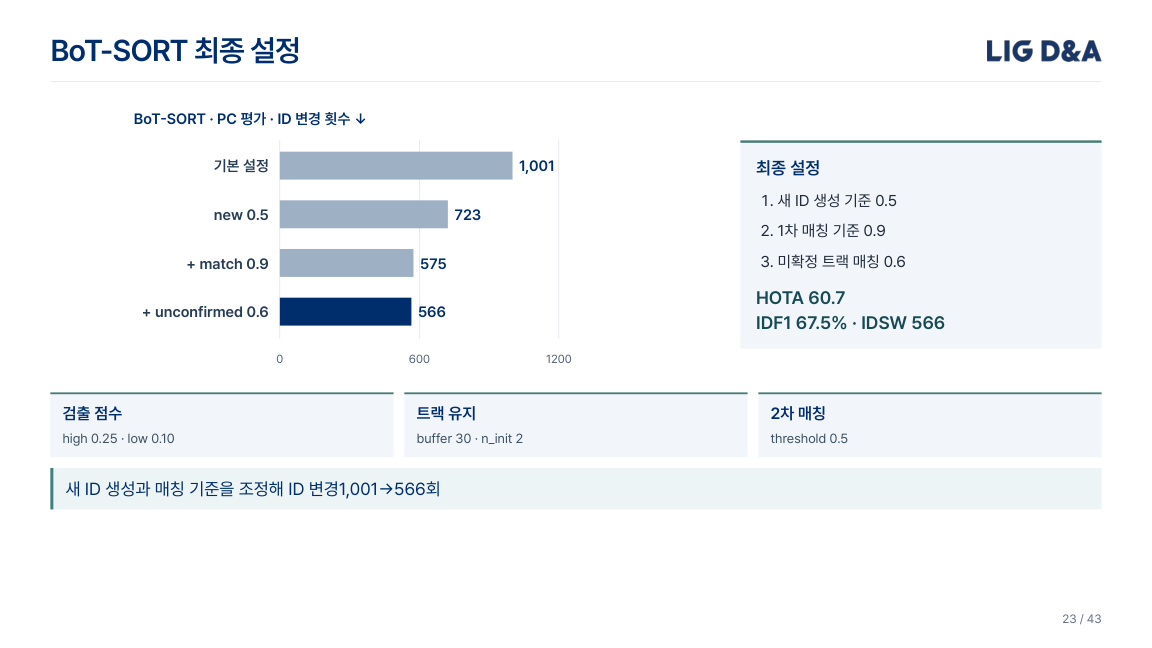 BoT-SORT 최종 설정
LIG D&A
BoT-SORT · PC 평가 · ID 변경 횟수 ↓
기본 설정
1,001
new 0.5
723
+ match 0.9
575
+ unconfirmed 0.6
566
0
600
1200
최종 설정
1. 새 ID 생성 기준 0.5
2. 1차 매칭 기준 0.9
3. 미확정 트랙 매칭 0.6
HOTA 60.7
IDF1 67.5% · IDSW 566
검출 점수
high 0.25 · low 0.10
트랙 유지
buffer 30 · n_init 2
2차 매칭
threshold 0.5
새 ID 생성과 매칭 기준을 조정해 ID 변경1,001→566회
23 / 43